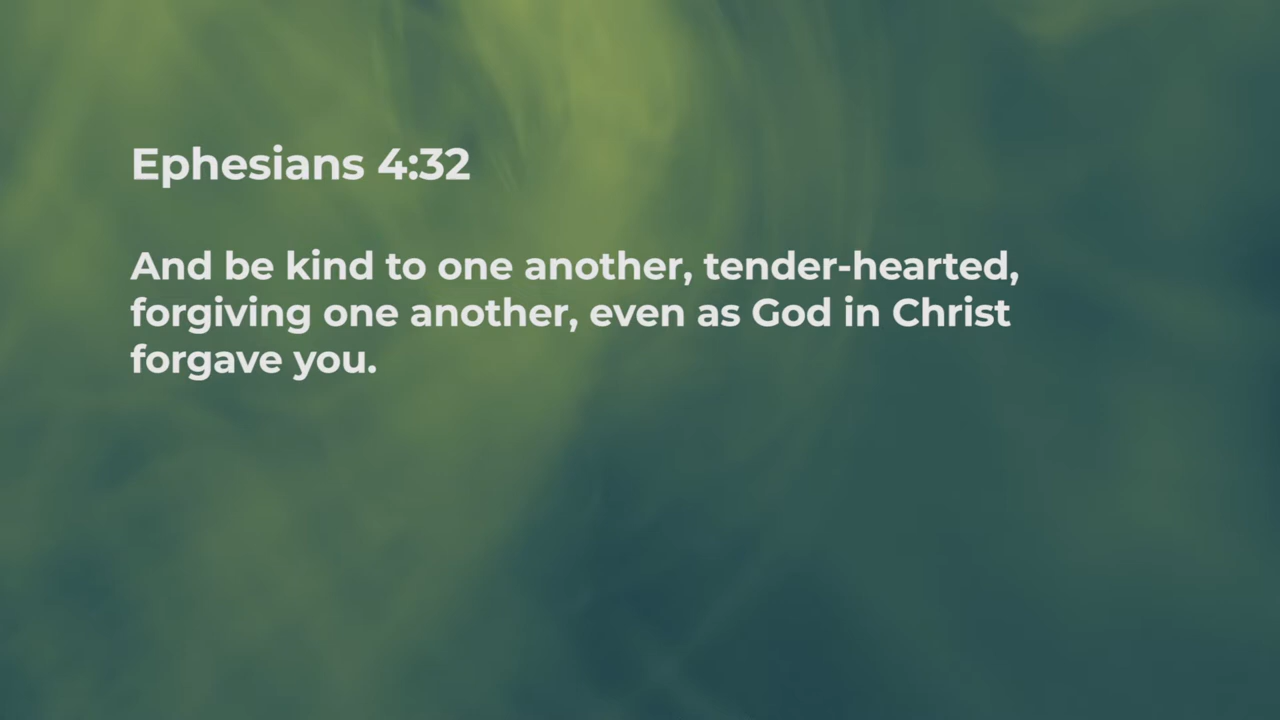 Ephesians 4:32
And be kind to one another, tender-hearted,
forgiving one another, even as God in Christ
forgave you.